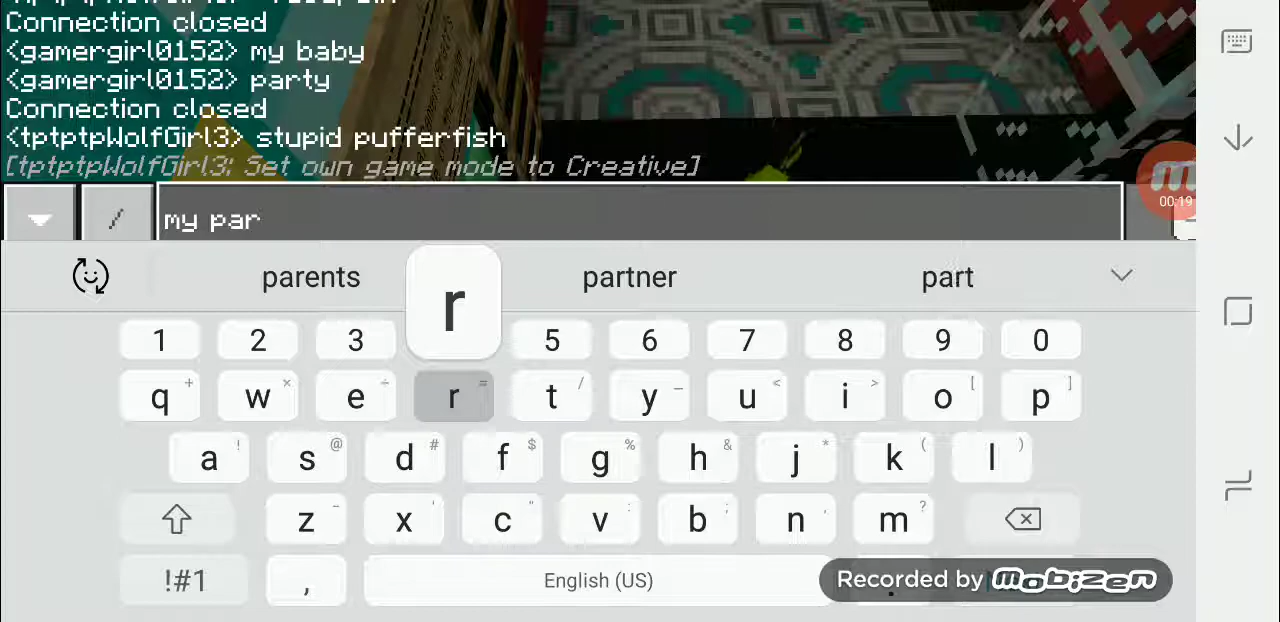 Connection closed
<gamergirl0152> my baby
<gamergirl0152> party
Connection closed
<tptptpWolfGirl3> stupid pufferfish
[tptptpWolfGirl3: Set own game mode to Creative]
/ my par
00:19
parents partner part
r
1 2 3 5 6 7 8 9 0
q + w × e ÷ r = t / y _ u < i > o [ p ]
a ! s @ d # f $ g % h & j * k ( l )
z - x ' c " v : b ; n , m ?
!#1 , English (US) .
Recorded by mobizen